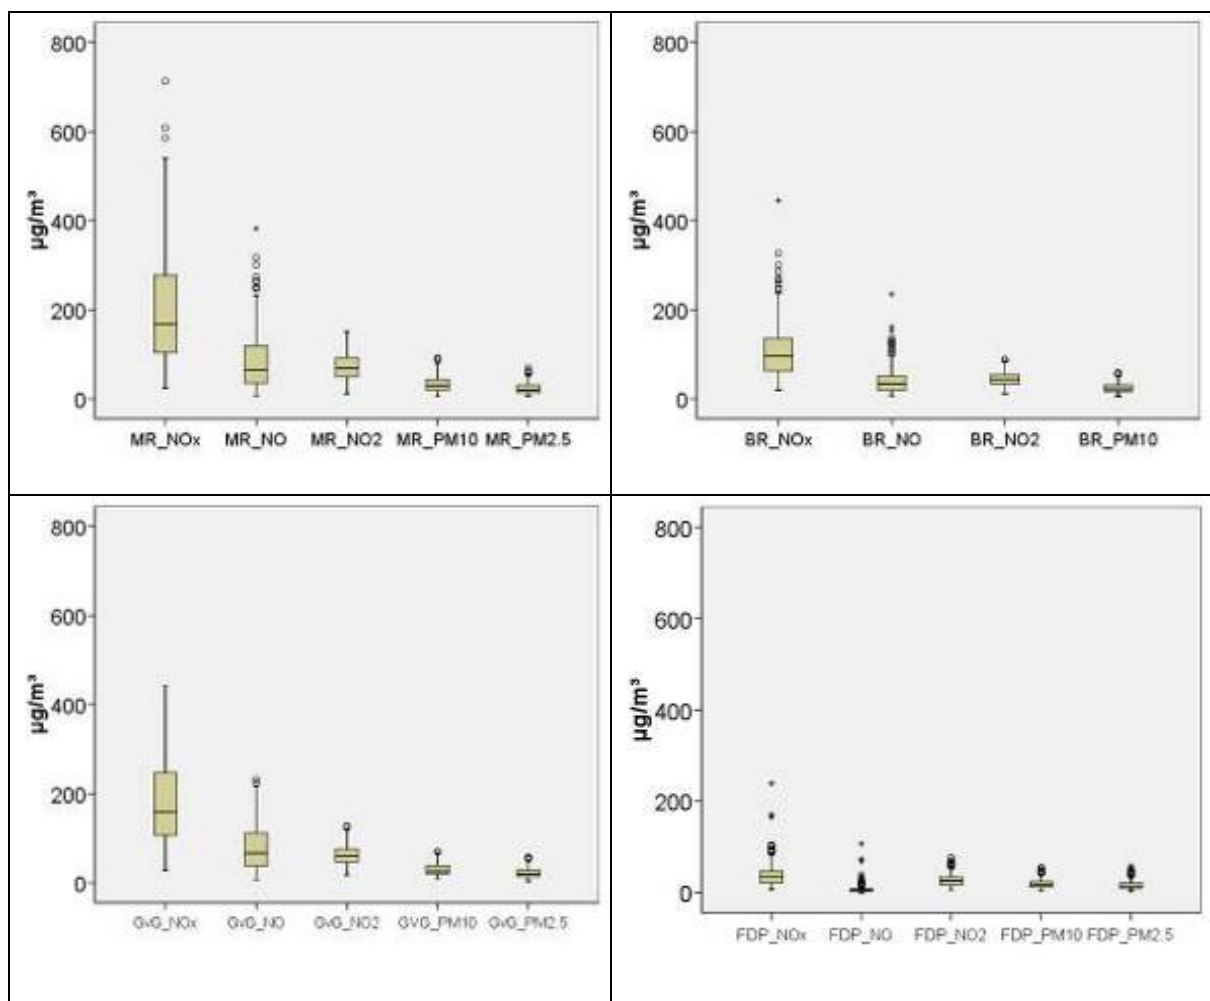 800
600
400
200
0
µg/m³
MR_NOx MR_NO MR_NO2 MR_PM10 MR_PM2.5
800
600
400
200
0
µg/m³
BR_NOx BR_NO BR_NO2 BR_PM10
800
600
400
200
0
µg/m³
GvG_NOx GvG_NO GvG_NO2 GVG_PM10 GvG_PM2.5
800
600
400
200
0
µg/m³
FDP_NOx FDP_NO FDP_NO2 FDP_PM10 FDP_PM2.5